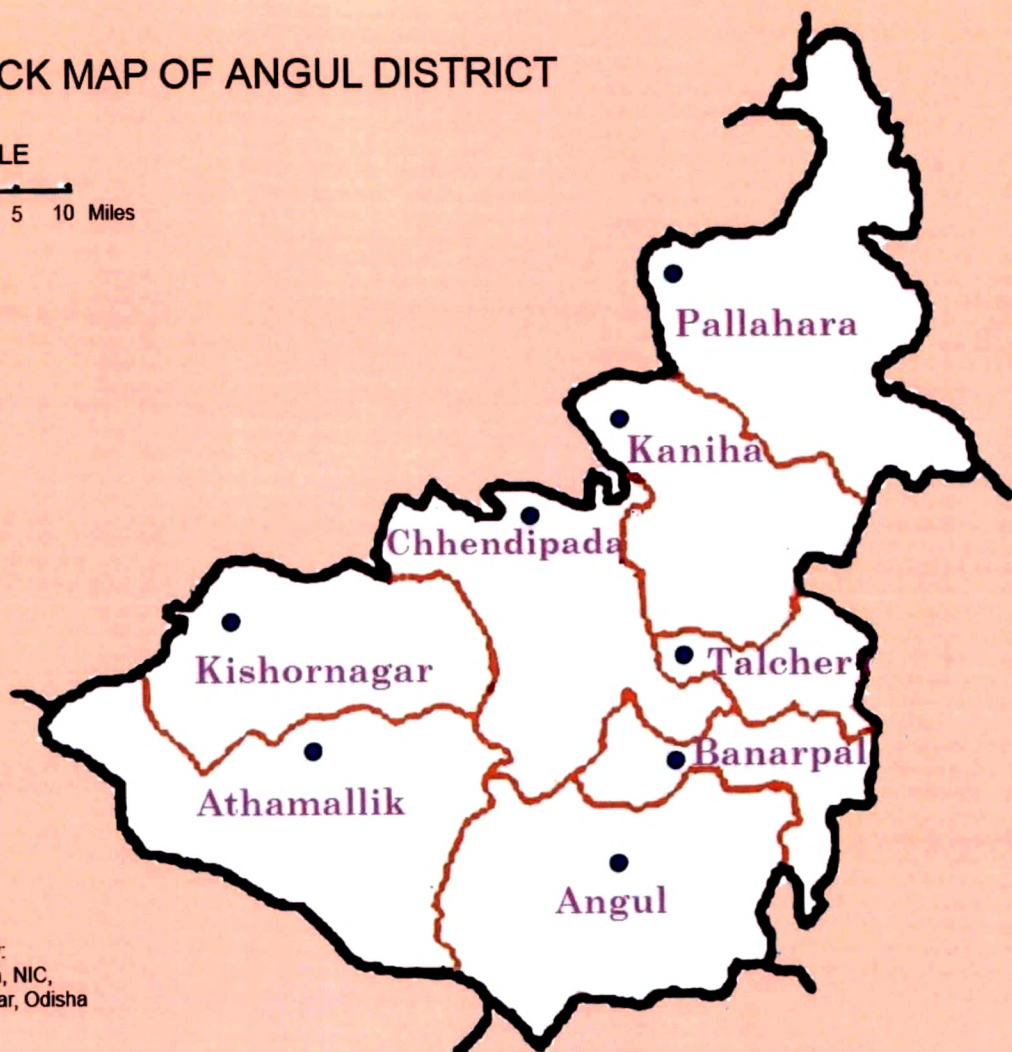 CK MAP OF ANGUL DISTRICT
LE
5 10 Miles
Pallahara
Kaniha
Chhendipada
Kishornagar
Talcher
Banarpal
Athamallik
Angul
, NIC,
ar, Odisha